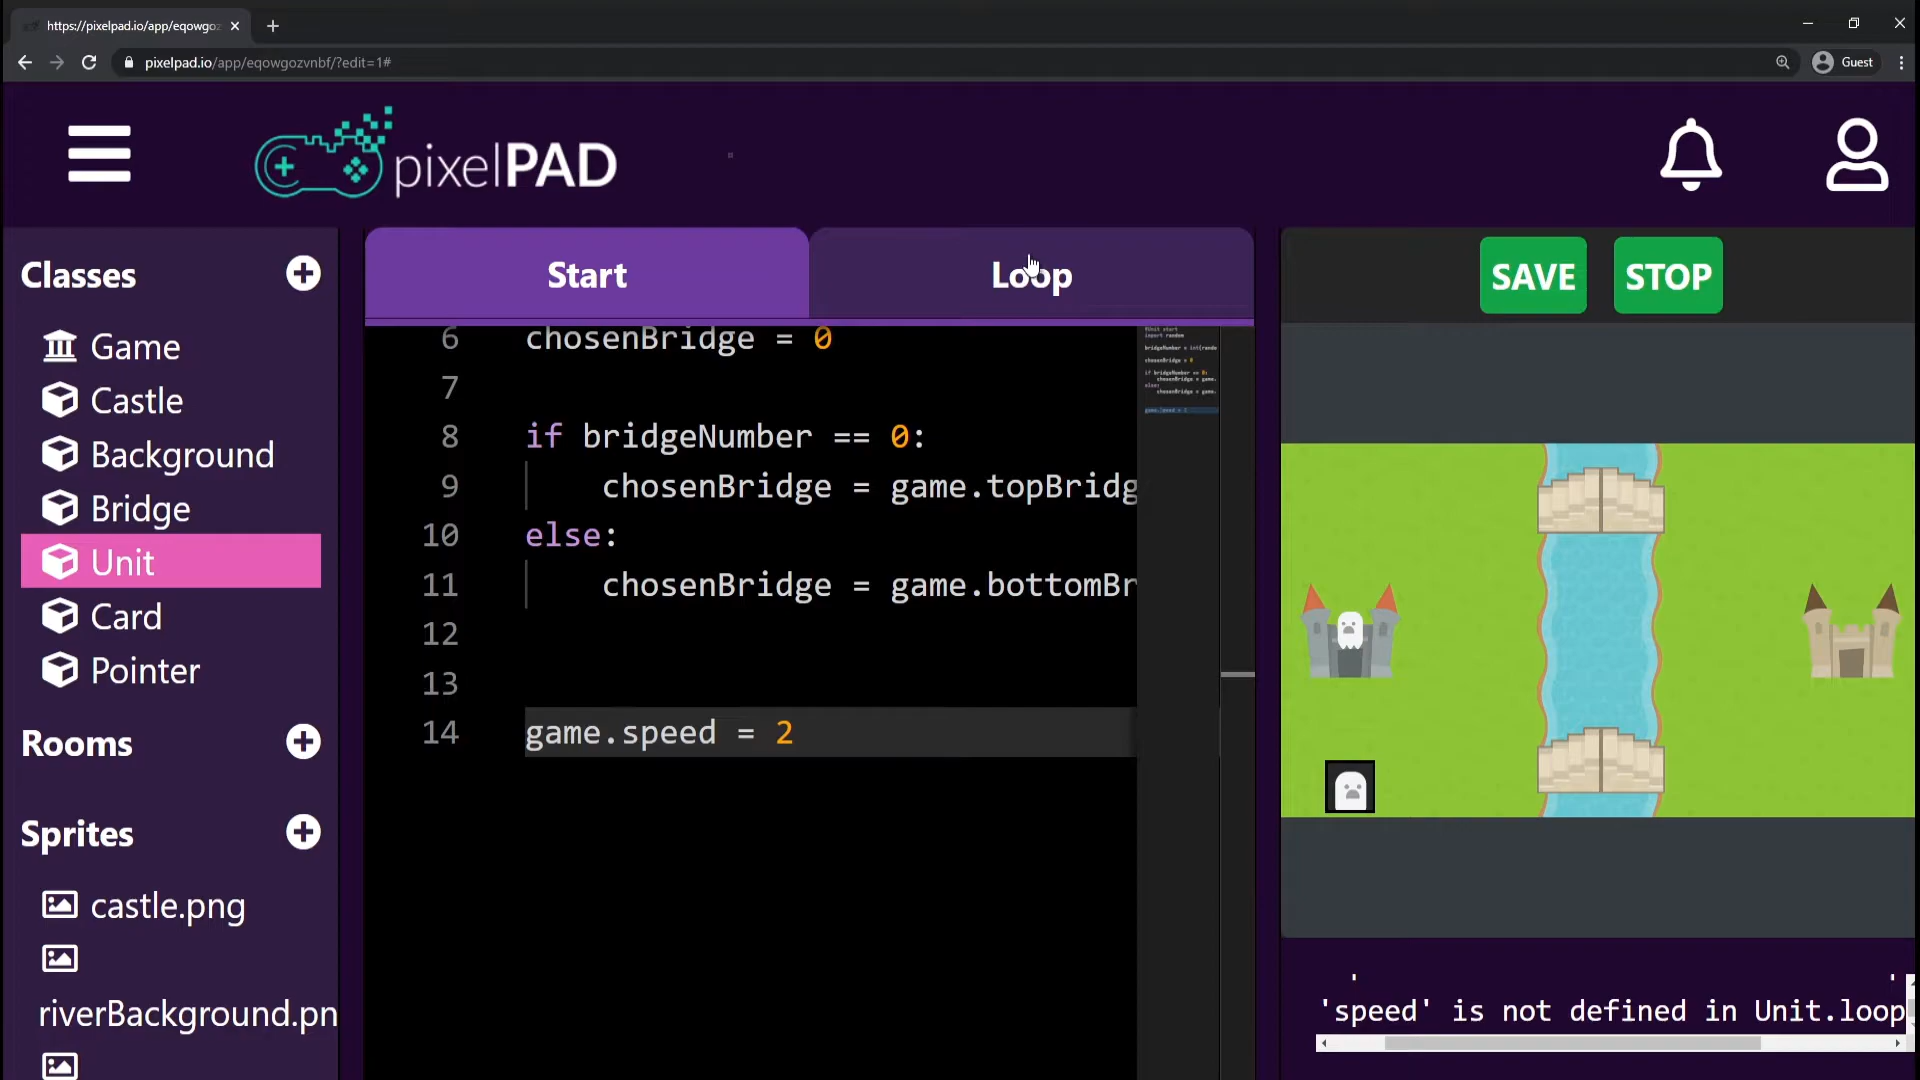 https://pixelpad.io/app/eqowgoz
pixelpad.io/app/eqowgozvnbf/?edit=1#
Guest
pixelPAD
Classes
Game
Castle
Background
Bridge
Unit
Card
Pointer
Rooms
Sprites
castle.png
riverBackground.pn
Start
Loop
6 chosenBridge = 0
7
8 if bridgeNumber == 0:
9 chosenBridge = game.topBridg
10 else:
11 chosenBridge = game.bottomBr
12
13
14 game.speed = 2
SAVE
STOP
'speed' is not defined in Unit.loop